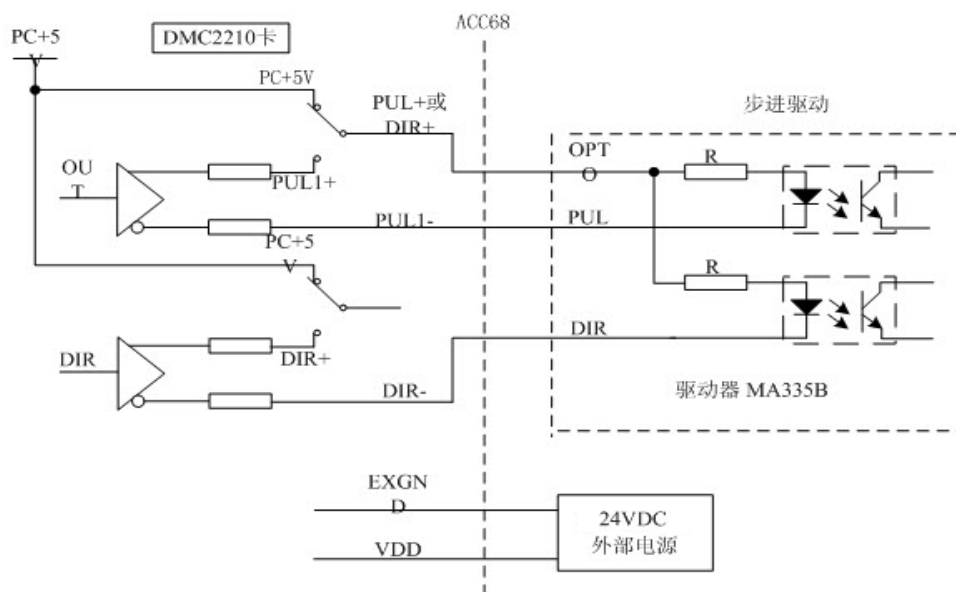 ACC68
PC+5
V
DMC2210卡
PC+5V
PUL+或
DIR+
步进驱动
OU
T
PUL1+
OPT
O
R
PUL1-
PUL
PC+5
V
R
DIR
DIR+
DIR
DIR-
驱动器 MA335B
EXGN
D
24VDC
外部电源
VDD